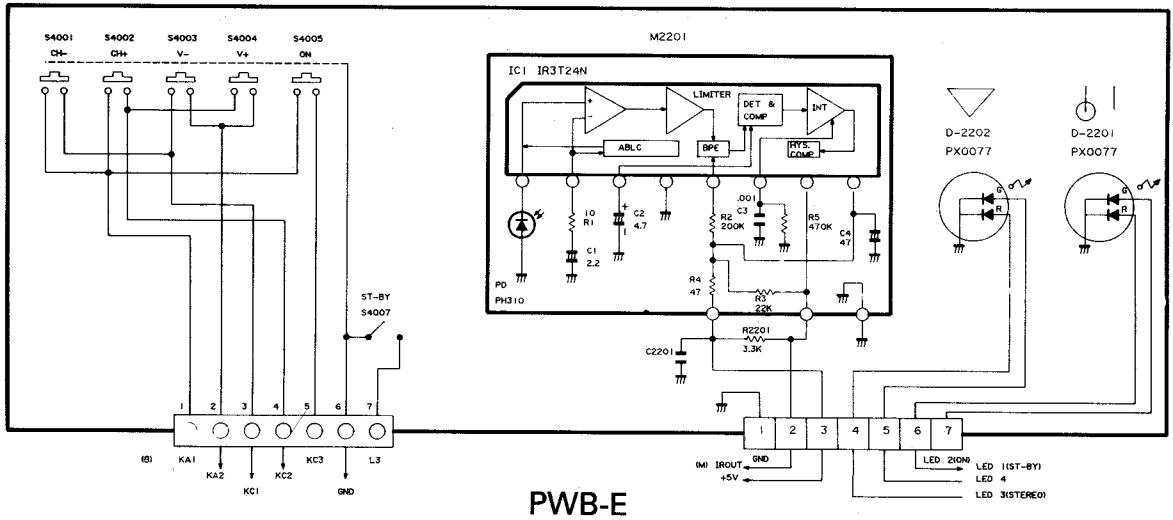 S4001 S4002 S4003 S4004 S4005
CH- CH+ V- V+ ON
M2201
IC1 IR3T24N
LIMITER
DET &
COMP
INT
ABLC
BPE
HYS.
COMP
+
-
D-2202
PX0077
D-2201
PX0077
G
R
G
R
10
R1
C1
2.2
+
C2
4.7
R2
200K
.001
C3
R5
470K
C4
47
R4
47
R3
22K
PD
PH310
ST-BY
S4007
C2201
R2201
3.3K
1 2 3 4 5 6 7
1 2 3 4 5 6 7
(B) KA1 KA2 KC1 KC2 KC3 GND L3
GND
(M) IROUT
+5V
LED 2(ON)
LED 1(ST-BY)
LED 4
LED 3(STEREO)
PWB-E